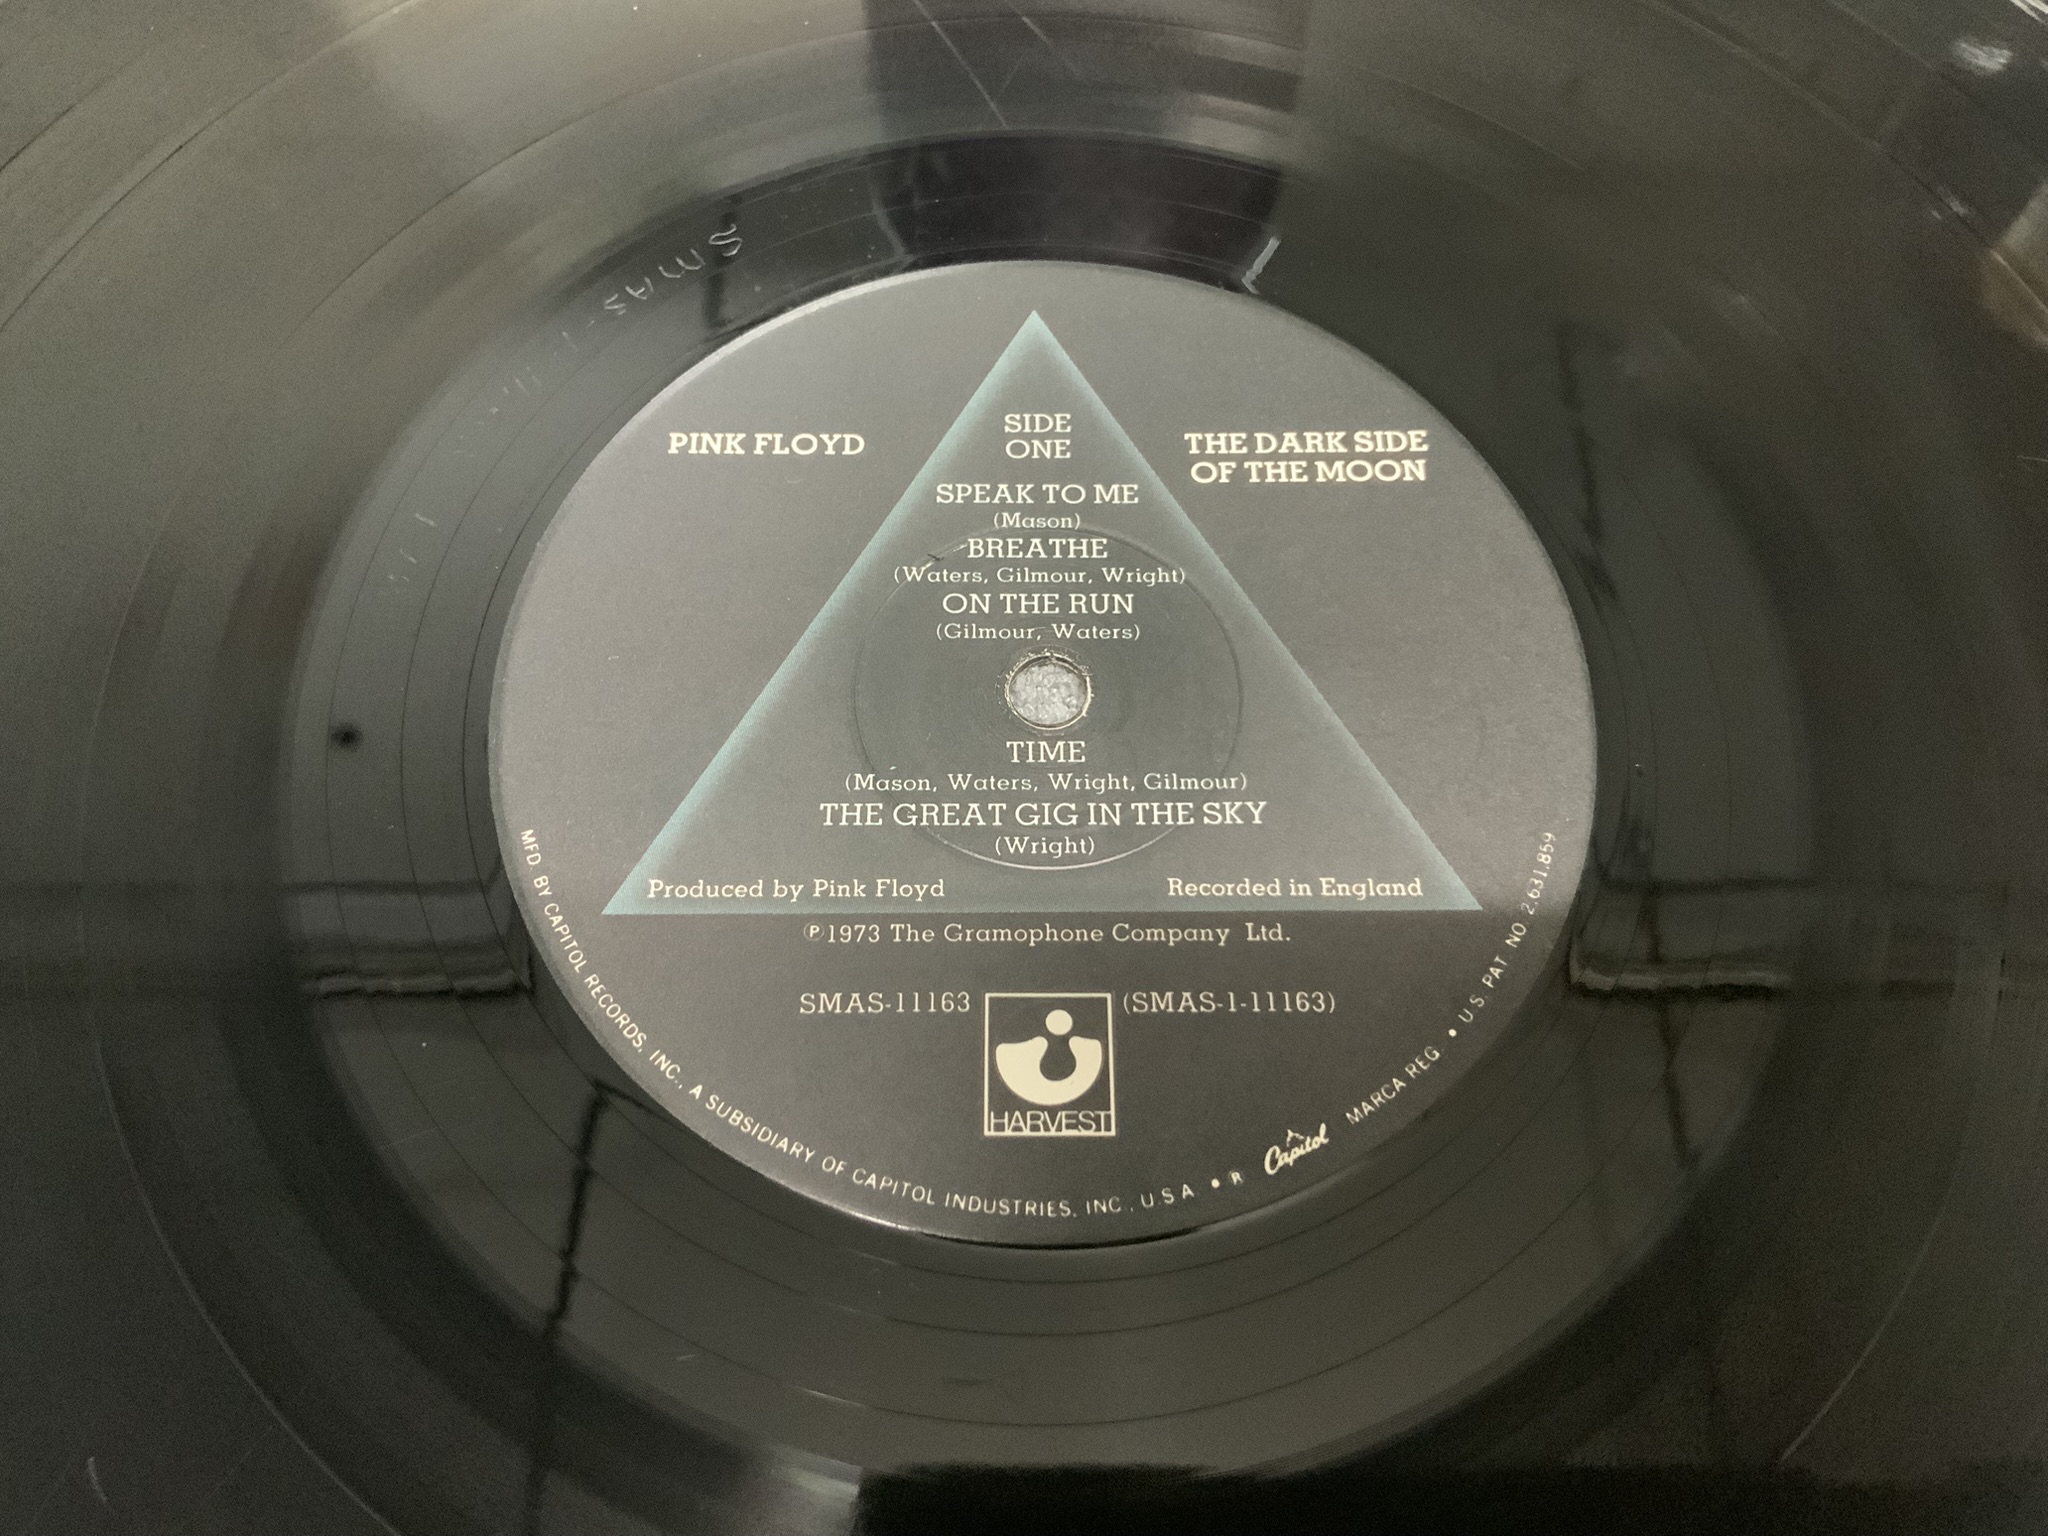 SMAS-1-11
PINK FLOYD
SIDE
ONE
THE DARK SIDE
OF THE MOON
SPEAK TO ME
(Mason)
BREATHE
(Waters, Gilmour, Wright)
ON THE RUN
(Gilmour, Waters)
TIME
(Mason, Waters, Wright, Gilmour)
THE GREAT GIG IN THE SKY
(Wright)
Produced by Pink Floyd
Recorded in England
℗1973 The Gramophone Company Ltd.
SMAS-11163
(SMAS-1-11163)
HARVEST
MFD. BY CAPITOL RECORDS, INC., A SUBSIDIARY OF CAPITOL INDUSTRIES, INC., U.S.A. • R Capitol MARCA REG. • U.S. PAT. NO. 2.631.859